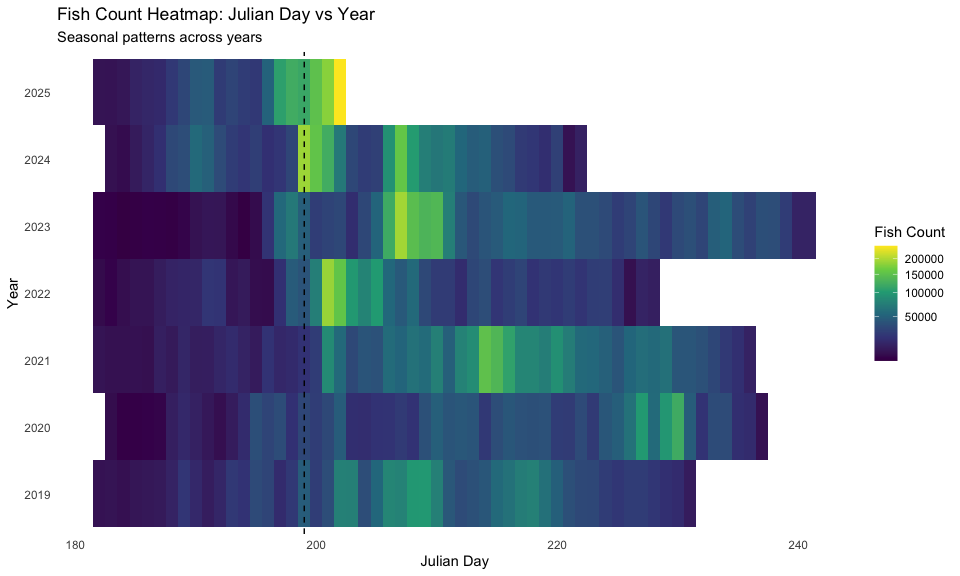 Fish Count Heatmap: Julian Day vs Year
Seasonal patterns across years
Year
2025
2024
2023
2022
2021
2020
2019
180 200 220 240
Julian Day
Fish Count
200000
150000
100000
50000